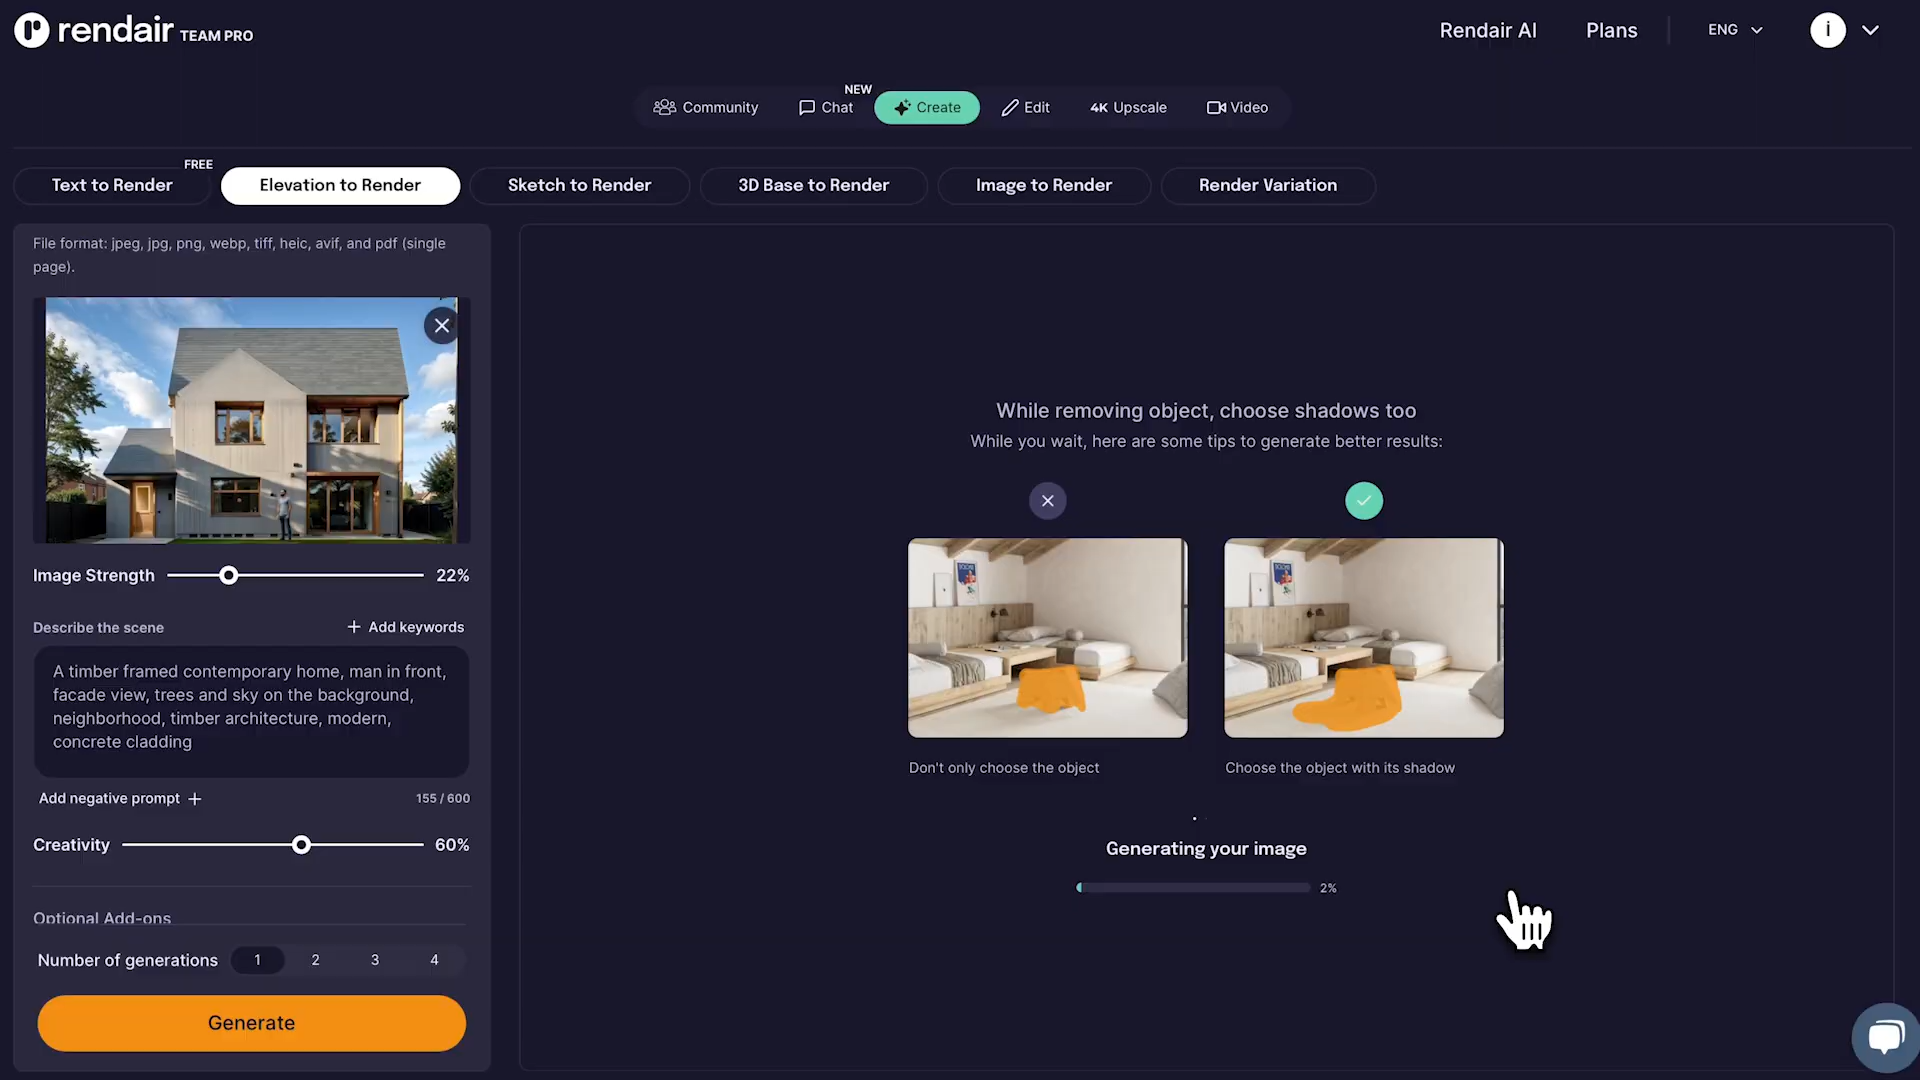 rendair TEAM PRO
Rendair AI
Plans
ENG
i
Community
Chat
NEW
Create
Edit
4K Upscale
Video
Text to Render
FREE
Elevation to Render
Sketch to Render
3D Base to Render
Image to Render
Render Variation
File format: jpeg, jpg, png, webp, tiff, heic, avif, and pdf (single
page).
Image Strength
22%
Describe the scene
Add keywords
A timber framed contemporary home, man in front,
facade view, trees and sky on the background,
neighborhood, timber architecture, modern,
concrete cladding
Add negative prompt
155 / 600
Creativity
60%
Optional Add-ons
Number of generations
1
2
3
4
Generate
While removing object, choose shadows too
While you wait, here are some tips to generate better results:
Don't only choose the object
Choose the object with its shadow
Generating your image
2%